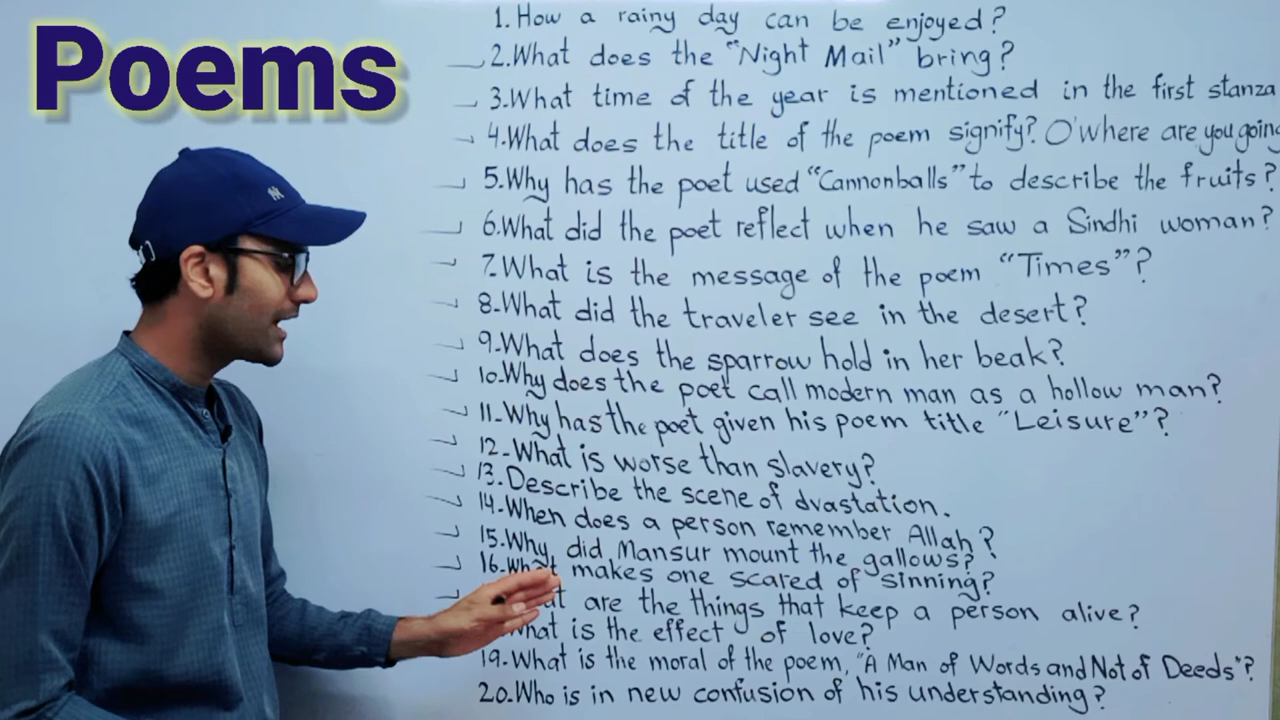 Poems
1. How a rainy day can be enjoyed?
2. What does the "Night Mail" bring?
3. What time of the year is mentioned in the first stanza
4. What does the title of the poem signify? O'where are you going
5. Why has the poet used "Cannonballs" to describe the fruits?
6. What did the poet reflect when he saw a Sindhi woman?
7. What is the message of the poem "Times"?
8. What did the traveler see in the desert?
9. What does the sparrow hold in her beak?
10. Why does the poet call modern man as a hollow man?
11. Why has the poet given his poem title "Leisure"?
12. What is worse than slavery?
13. Describe the scene of dvastation.
14. When does a person remember Allah?
15. Why did Mansur mount the gallows?
16. What makes one scared of sinning?
are the things that keep a person alive?
What is the effect of love?
19. What is the moral of the poem, "A Man of Words and Not of Deeds"?
20. Who is in new confusion of his understanding?